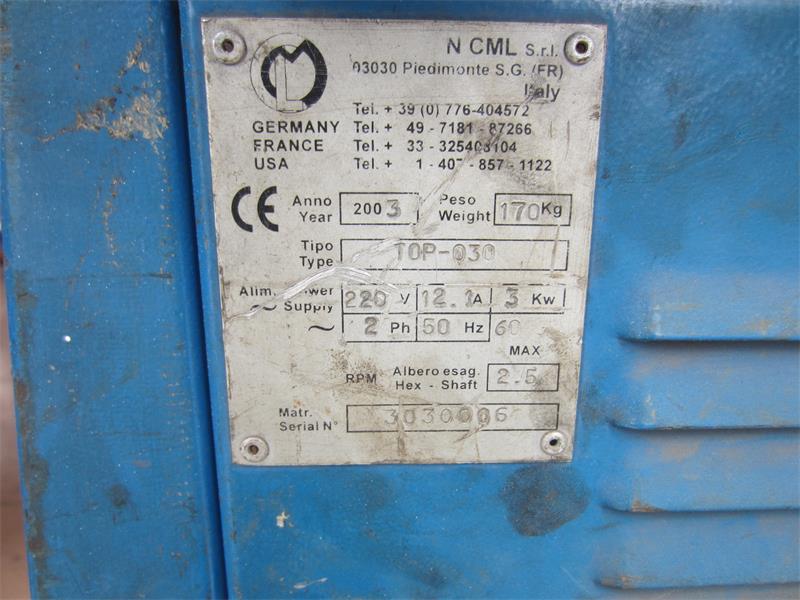 N CML S.r.l.
03030 Piedimonte S.G. (FR)
Italy
Tel. + 39 (0) 776-404572
GERMANY Tel. + 49 - 7181 - 87266
FRANCE Tel. + 33 - 325403104
USA Tel. + 1 - 407 - 857 - 1122
CE Anno Year 2003 Peso Weight 170 Kg
Tipo Type TOP-030
Alim. Power Supply 220 V 12.1 A 3 Kw
~ 2 Ph 50 Hz 60
MAX
RPM Albero esag. Hex - Shaft 2.5
Matr. Serial N° 3030006